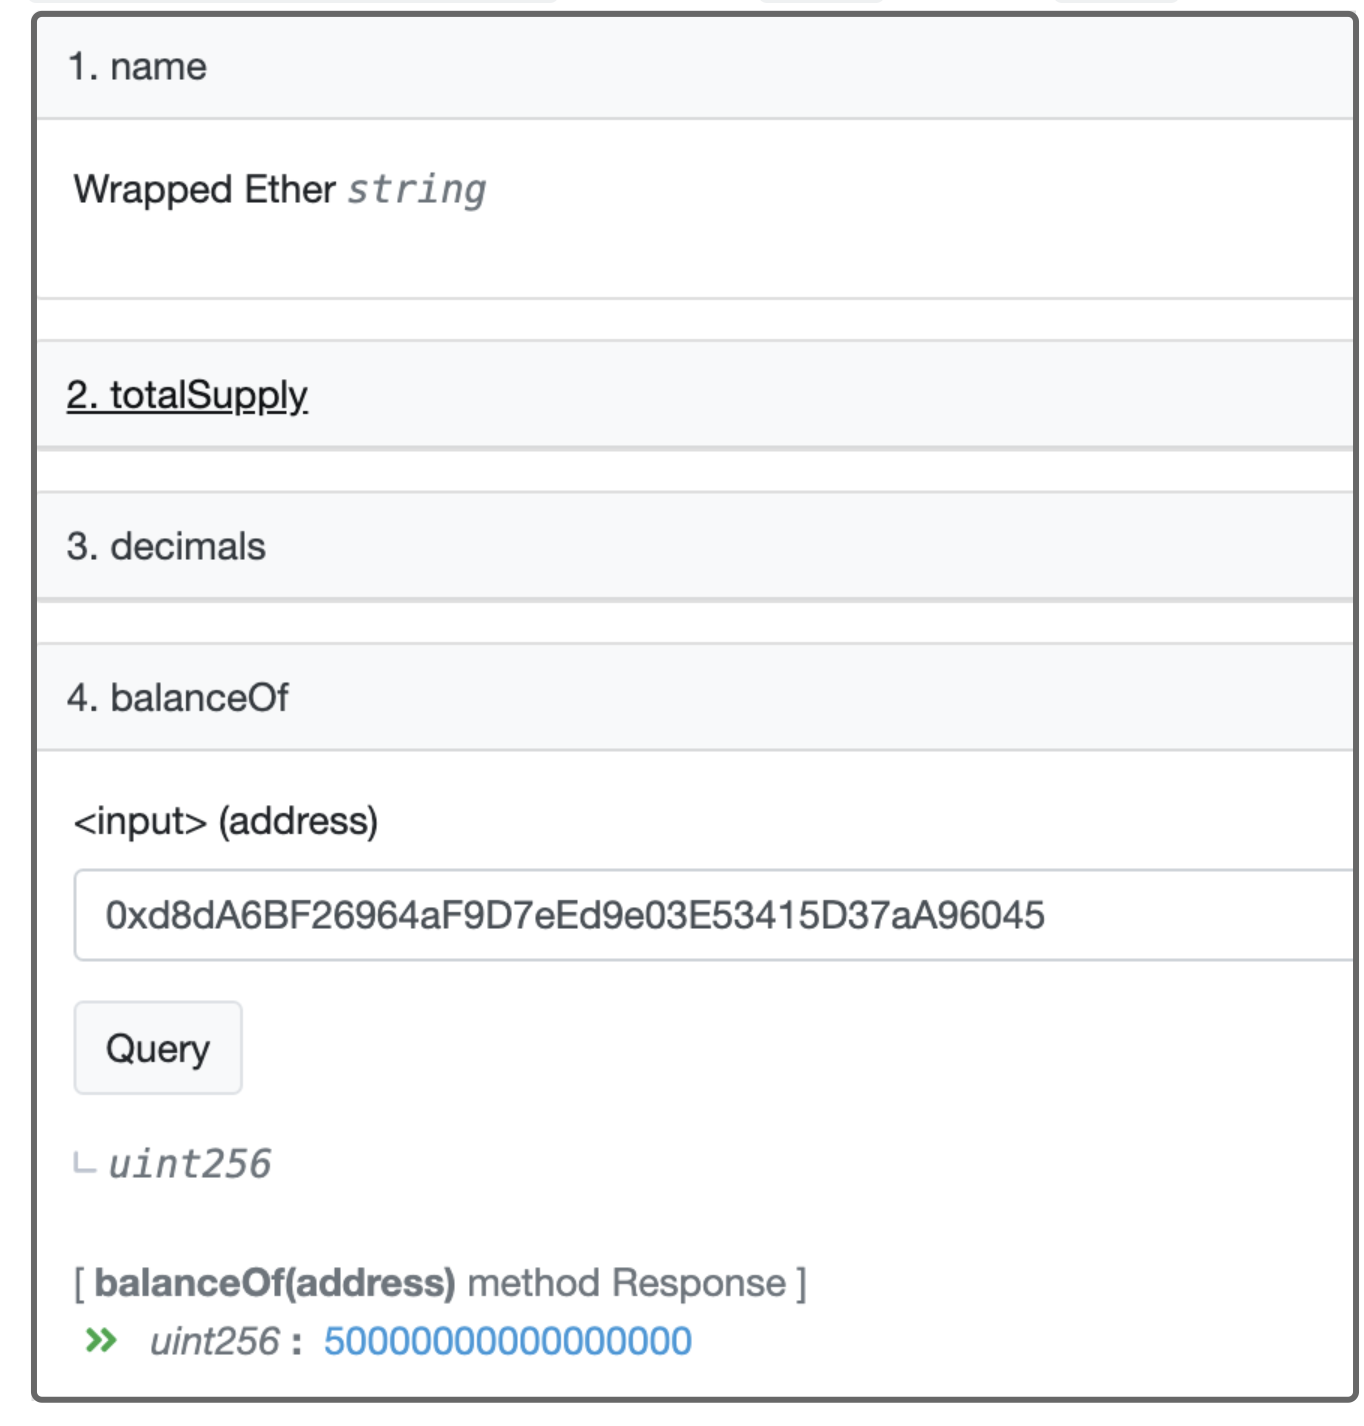 1. name
Wrapped Ether string
2. totalSupply
3. decimals
4. balanceOf
<input> (address)
0xd8dA6BF26964aF9D7eEd9e03E53415D37aA96045
Query
uint256
[ balanceOf(address) method Response ]
uint256 : 50000000000000000